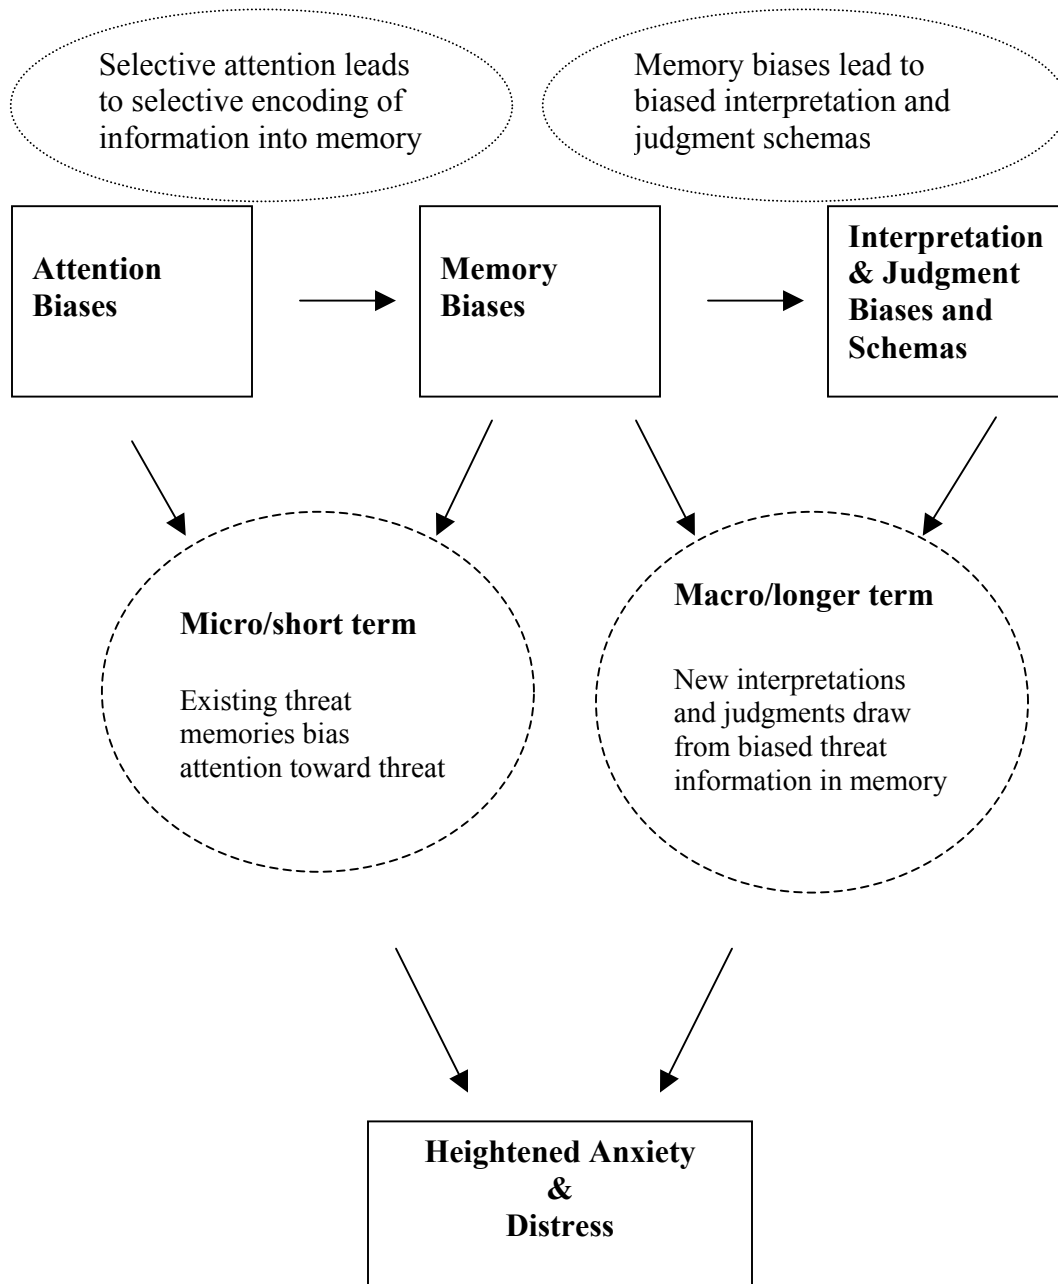 Selective attention leads
to selective encoding of
information into memory
Memory biases lead to
biased interpretation and
judgment schemas
Attention
Biases
Memory
Biases
Interpretation
& Judgment
Biases and
Schemas
Micro/short term
Existing threat
memories bias
attention toward threat
Macro/longer term
New interpretations
and judgments draw
from biased threat
information in memory
Heightened Anxiety
&
Distress